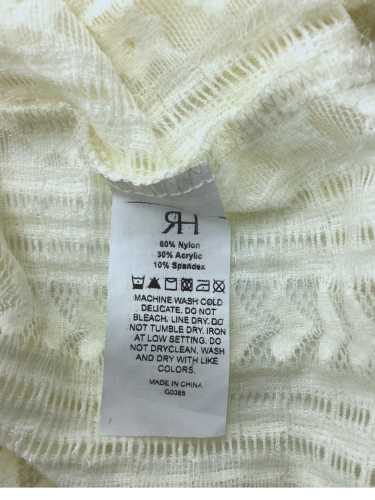 RH
60% Nylon
30% Acrylic
10% Spandex
MACHINE WASH COLD
DELICATE. DO NOT
BLEACH. LINE DRY. DO
NOT TUMBLE DRY. IRON
AT LOW SETTING. DO
NOT DRYCLEAN. WASH
AND DRY WITH LIKE
COLORS.
MADE IN CHINA
G0388